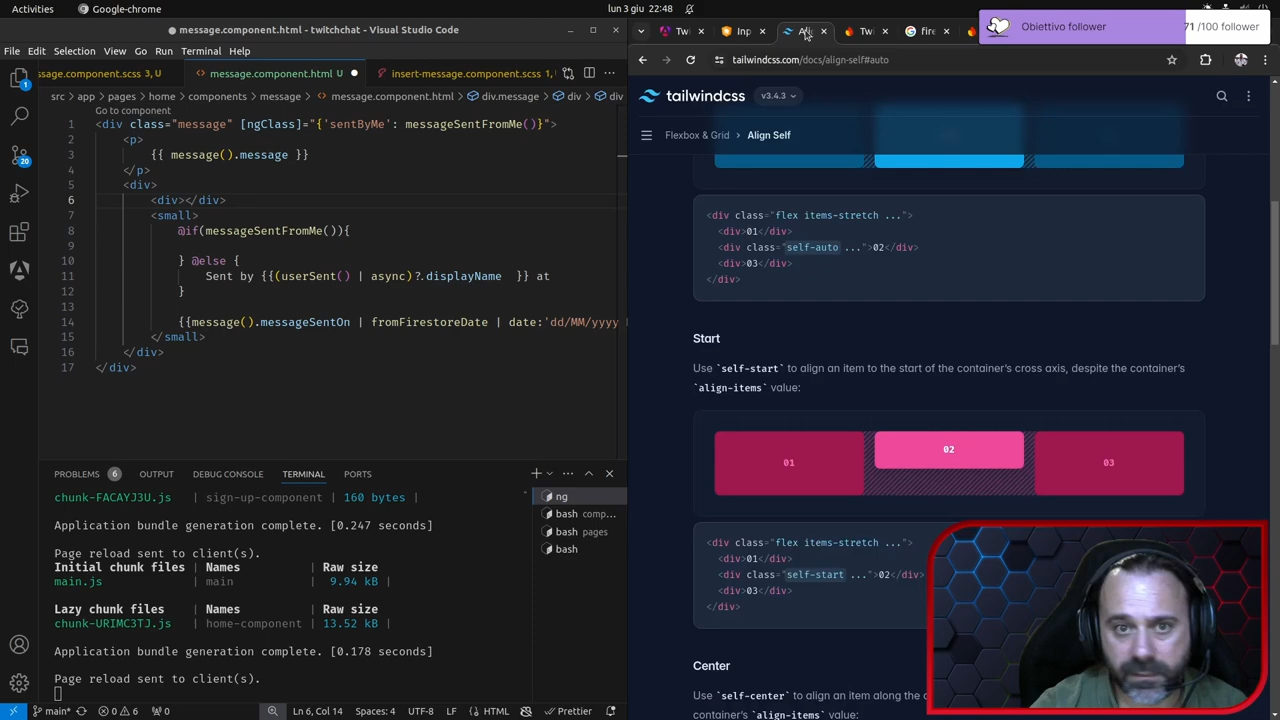 Activities
Google-chrome
lun 3 giu 22:48
Obiettivo follower
71 /100 follower
message.component.html - twitchethix - Visual Studio Code
File Edit Selection View Go Run Terminal Help
message.component.scss 3, U
message.component.html U
insert-message.component.scss 1,
src > app > pages > home > components > message > message.component.html > div.message > div > div
Go to component
1 <div class="message" [ngClass]="{'sentByMe': messageSentFromMe()}">
2 <p>
3 {{ message().message }}
4 </p>
5 <div>
6 <div></div>
7 <small>
8 @if(messageSentFromMe()){
9
10 } @else {
11 Sent by {{(userSent() | async)?.displayName }} at
12 }
13
14 {{message().messageSentOn | fromFirestoreDate | date:'dd/MM/yyyy
15 </small>
16 </div>
17 </div>
PROBLEMS 6 OUTPUT DEBUG CONSOLE TERMINAL PORTS
chunk-FACAYJ3U.js | sign-up-component | 160 bytes |
Application bundle generation complete. [0.247 seconds]
Page reload sent to client(s).
Initial chunk files | Names | Raw size
main.js | main | 9.94 kB |
Lazy chunk files | Names | Raw size
chunk-URIMC3TJ.js | home-component | 13.52 kB |
Application bundle generation complete. [0.178 seconds]
Page reload sent to client(s).
ng
bash comp...
bash pages
bash
1
20
main* 0 6 0 Ln 6, Col 14 Spaces: 4 UTF-8 LF HTML Prettier
Twi
Inp
Twi
fire
tailwindcss.com/docs/align-self#auto
tailwindcss v3.4.3
Flexbox & Grid > Align Self
<div class="flex items-stretch ...">
<div>01</div>
<div class="self-auto ...">02</div>
<div>03</div>
</div>
Start
Use `self-start` to align an item to the start of the container's cross axis, despite the container's
`align-items` value:
01
02
03
<div class="flex items-stretch ...">
<div>01</div>
<div class="self-start ...">02</div>
<div>03</div>
</div>
Center
Use `self-center` to align an item along the
container's `align-items` value: